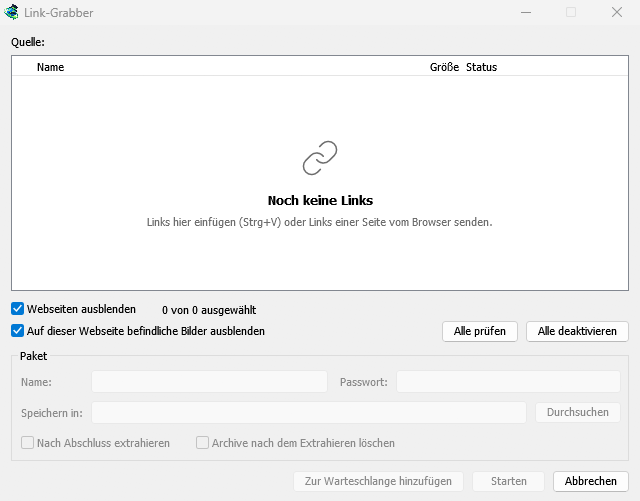 Link-Grabber
Quelle:
Name Größe Status
Noch keine Links
Links hier einfügen (Strg+V) oder Links einer Seite vom Browser senden.
Webseiten ausblenden 0 von 0 ausgewählt
Auf dieser Webseite befindliche Bilder ausblenden Alle prüfen Alle deaktivieren
Paket
Name: Passwort:
Speichern in: Durchsuchen
Nach Abschluss extrahieren Archive nach dem Extrahieren löschen
Zur Warteschlange hinzufügen Starten Abbrechen